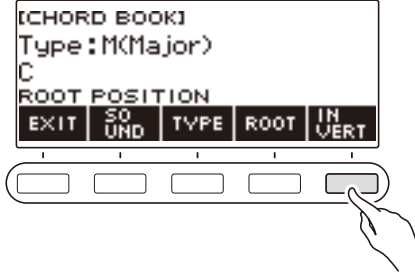 [CHORD BOOK]
Type:M(Major)
C
ROOT POSITION
EXIT SO UND TYPE ROOT IN VERT